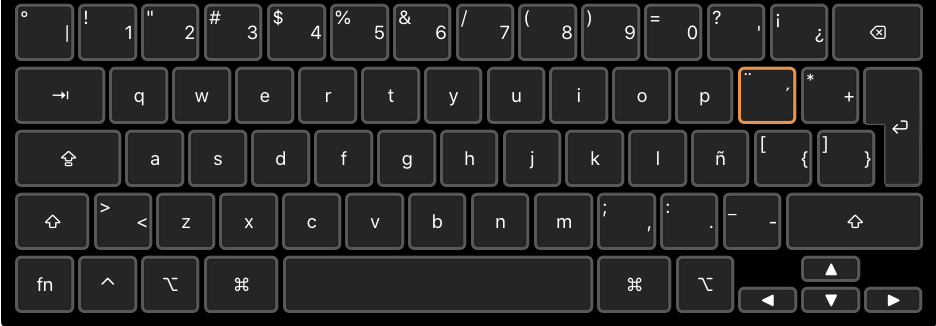 ° | ! 1 " 2 # 3 $ 4 % 5 & 6 / 7 ( 8 ) 9 = 0 ? ' ¡ ¿ ⌫
⇥ q w e r t y u i o p ¨ ´ * + ⏎
⇪ a s d f g h j k l ñ [ { ] }
⇧ > < z x c v b n m ; , : . _ - ⇧
fn ^ ⌥ ⌘ ⌘ ⌥ ◀ ▲ ▼ ▶